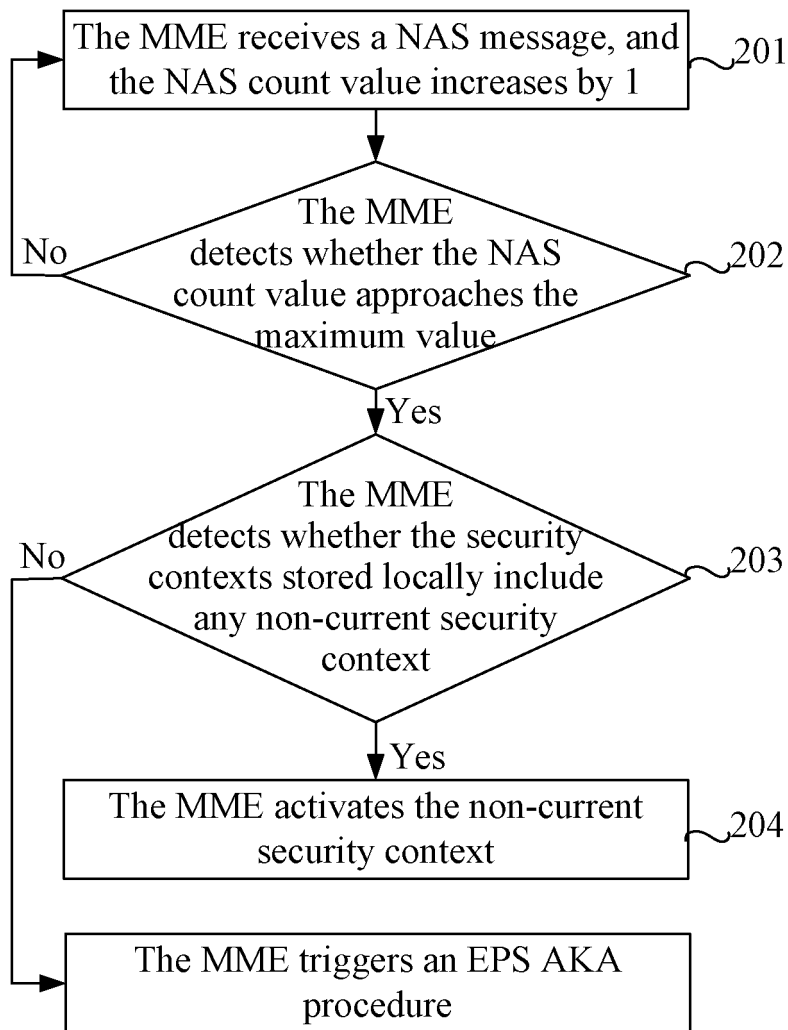 The MME receives a NAS message, and
the NAS count value increases by 1
201
The MME
detects whether the NAS
count value approaches the
maximum value
No
202
Yes
The MME
detects whether the security
contexts stored locally include
any non-current security
context
No
203
Yes
The MME activates the non-current
security context
204
The MME triggers an EPS AKA
procedure